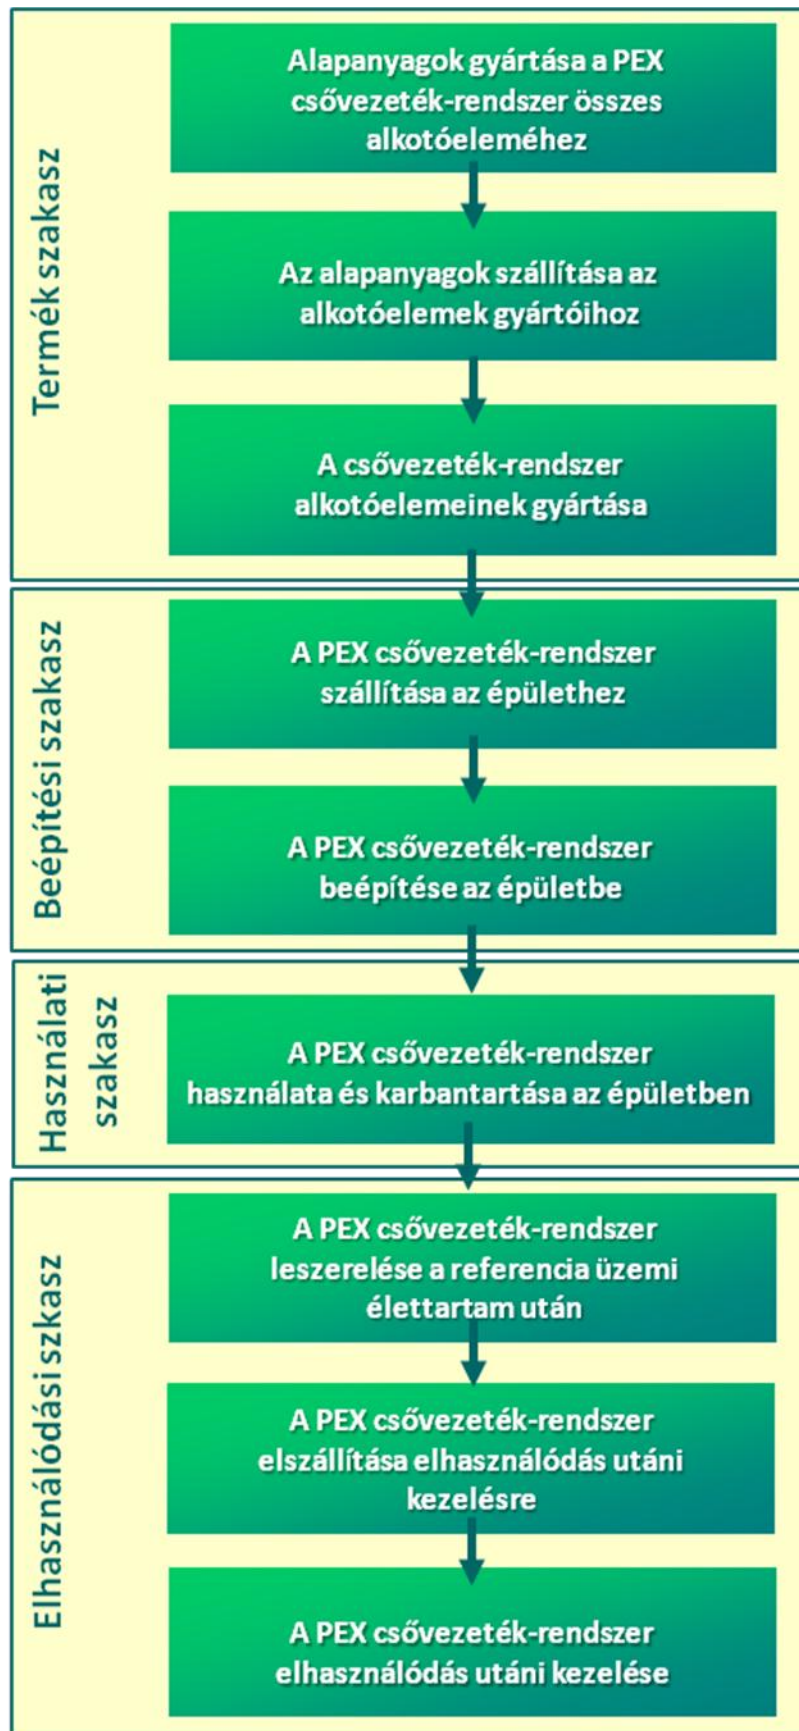 Termék szakasz
Alapanyagok gyártása a PEX
csővezeték-rendszer összes
alkotóeleméhez
Az alapanyagok szállítása az
alkotóelemek gyártóihoz
A csővezeték-rendszer
alkotóelemeinek gyártása
Beépítési szakasz
A PEX csővezeték-rendszer
szállítása az épülethez
A PEX csővezeték-rendszer
beépítése az épületbe
Használati
szakasz
A PEX csővezeték-rendszer
használata és karbantartása az épületben
Elhasználódási szkasz
A PEX csővezeték-rendszer
leszerelése a referencia üzemi
élettartam után
A PEX csővezeték-rendszer
elszállítása elhasználódás utáni
kezelésre
A PEX csővezeték-rendszer
elhasználódás utáni kezelése